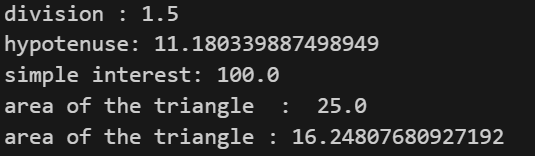 division : 1.5
hypotenuse: 11.180339887498949
simple interest: 100.0
area of the triangle  :  25.0
area of the triangle : 16.24807680927192